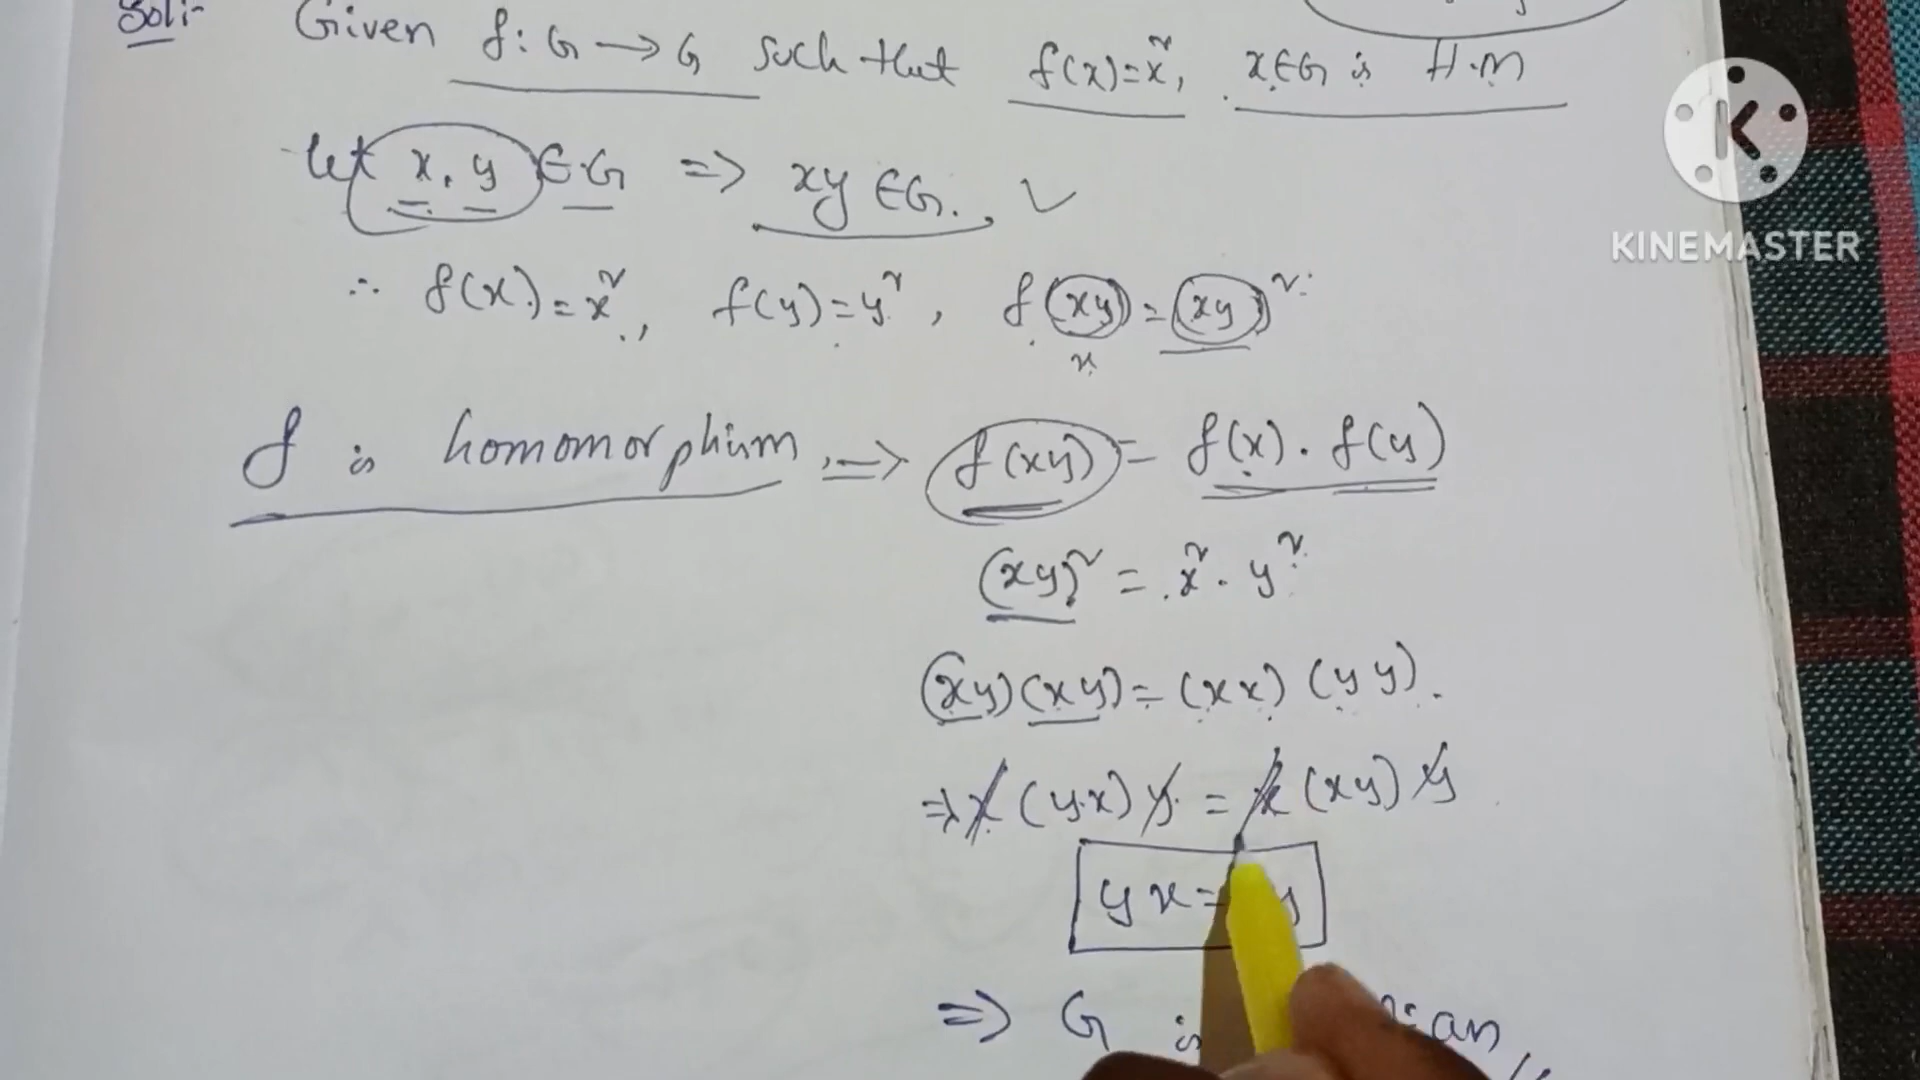 Sol:-
Given f: G → G such that f(x) = x², x ∈ G is H.M
let x, y ∈ G ⇒ xy ∈ G.
∴ f(x) = x², f(y) = y², f(xy) = (xy)²
x
f is homomorphism ⇒ f(xy) = f(x) . f(y)
(xy)² = x² . y²
(xy)(xy) = (xx) (yy).
⇒ x (yx) y = x (xy) y
yx = y
⇒ G is
K
KINEMASTER